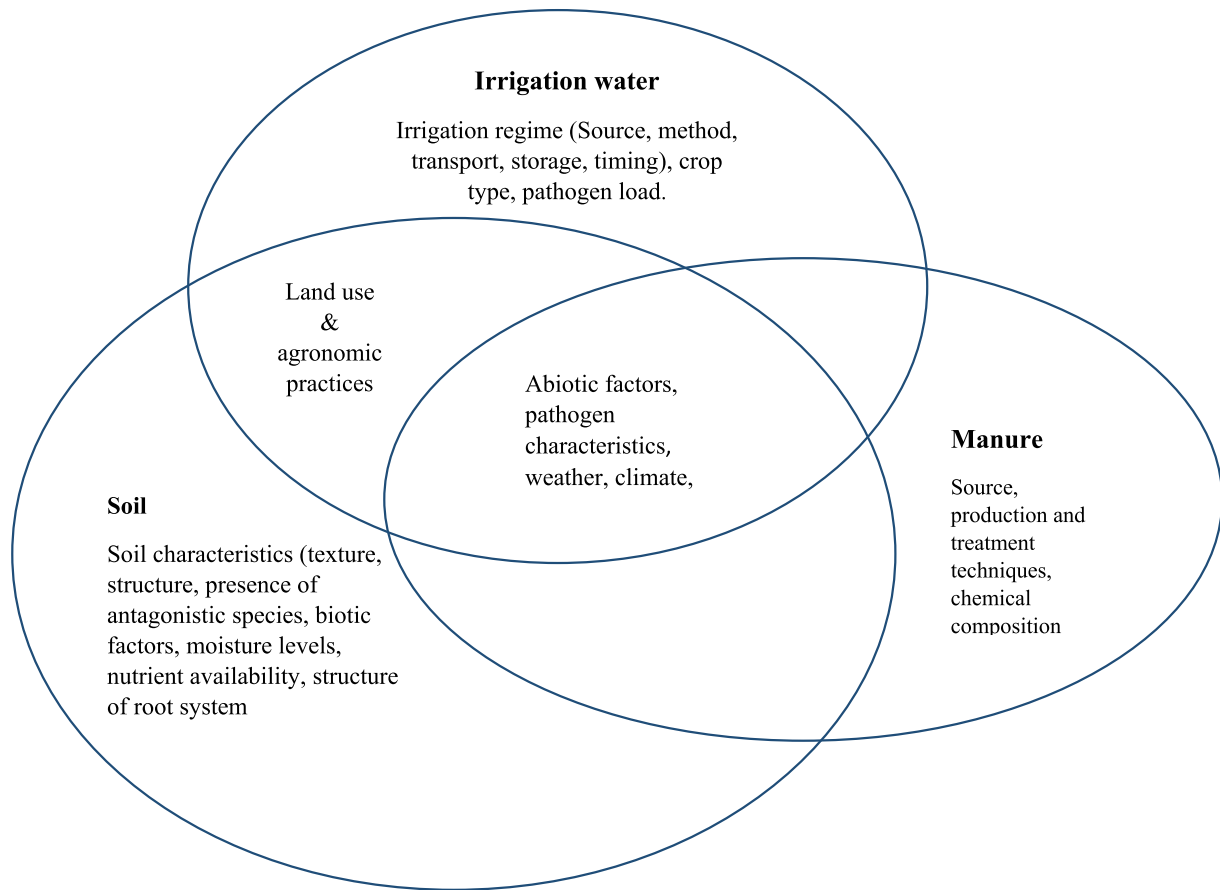 Irrigation water
Irrigation regime (Source, method,
transport, storage, timing), crop
type, pathogen load.
Land use
&
agronomic
practices
Abiotic factors,
pathogen
characteristics,
weather, climate,
Manure
Source,
production and
treatment
techniques,
chemical
composition
Soil
Soil characteristics (texture,
structure, presence of
antagonistic species, biotic
factors, moisture levels,
nutrient availability, structure
of root system